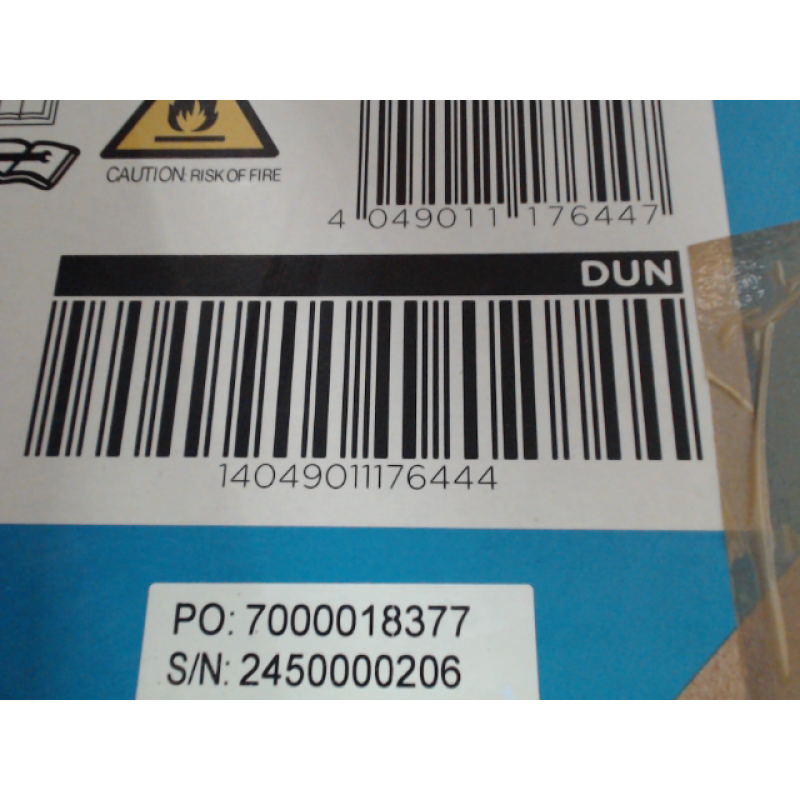 CAUTION: RISK OF FIRE
4 049011 176447
DUN
14049011176444
PO: 7000018377
S/N: 2450000206